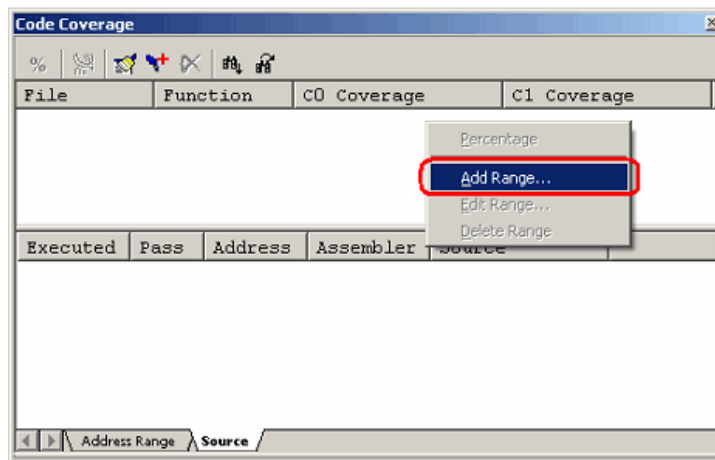 Code Coverage
%
File Function C0 Coverage C1 Coverage
Percentage
Add Range...
Edit Range...
Delete Range
Executed Pass Address Assembler Source
Address Range Source